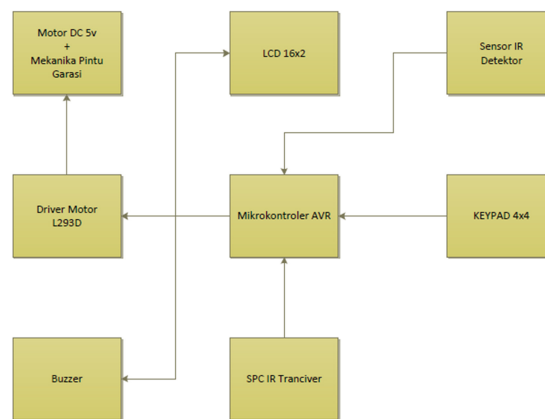 Motor DC 5v
+
Mekanika Pintu
Garasi
LCD 16x2
Sensor IR
Detektor
Driver Motor
L293D
Mikrokontroler AVR
KEYPAD 4x4
Buzzer
SPC IR Tranciver